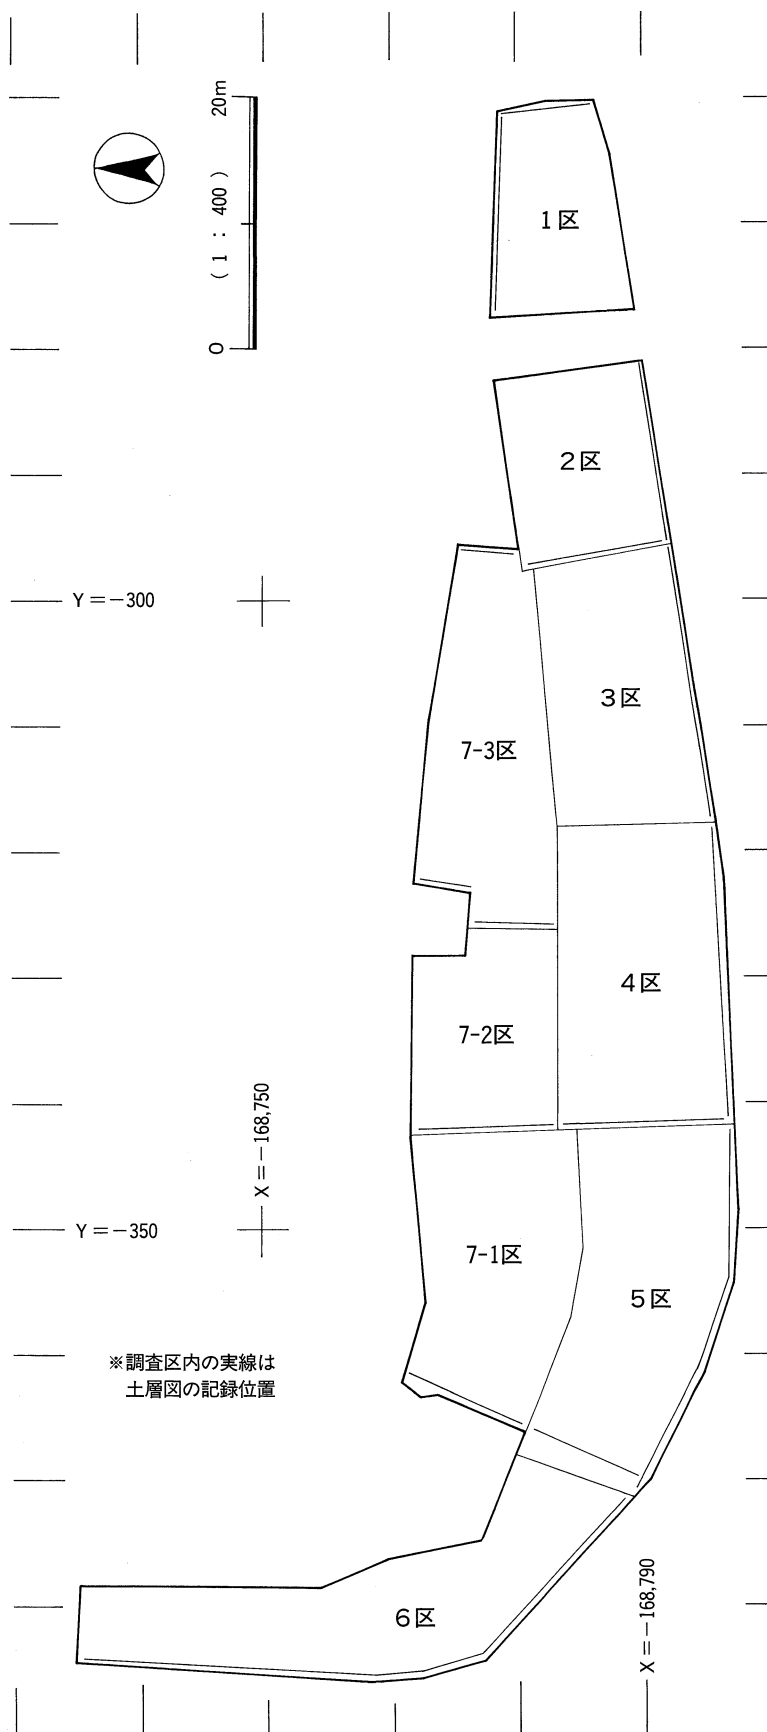 20m
(1 : 400)
0
1区
2区
Y=-300
3区
7-3区
4区
7-2区
X=-168,750
Y=-350
7-1区
5区
※調査区内の実線は
土層図の記録位置
X=-168,790
6区